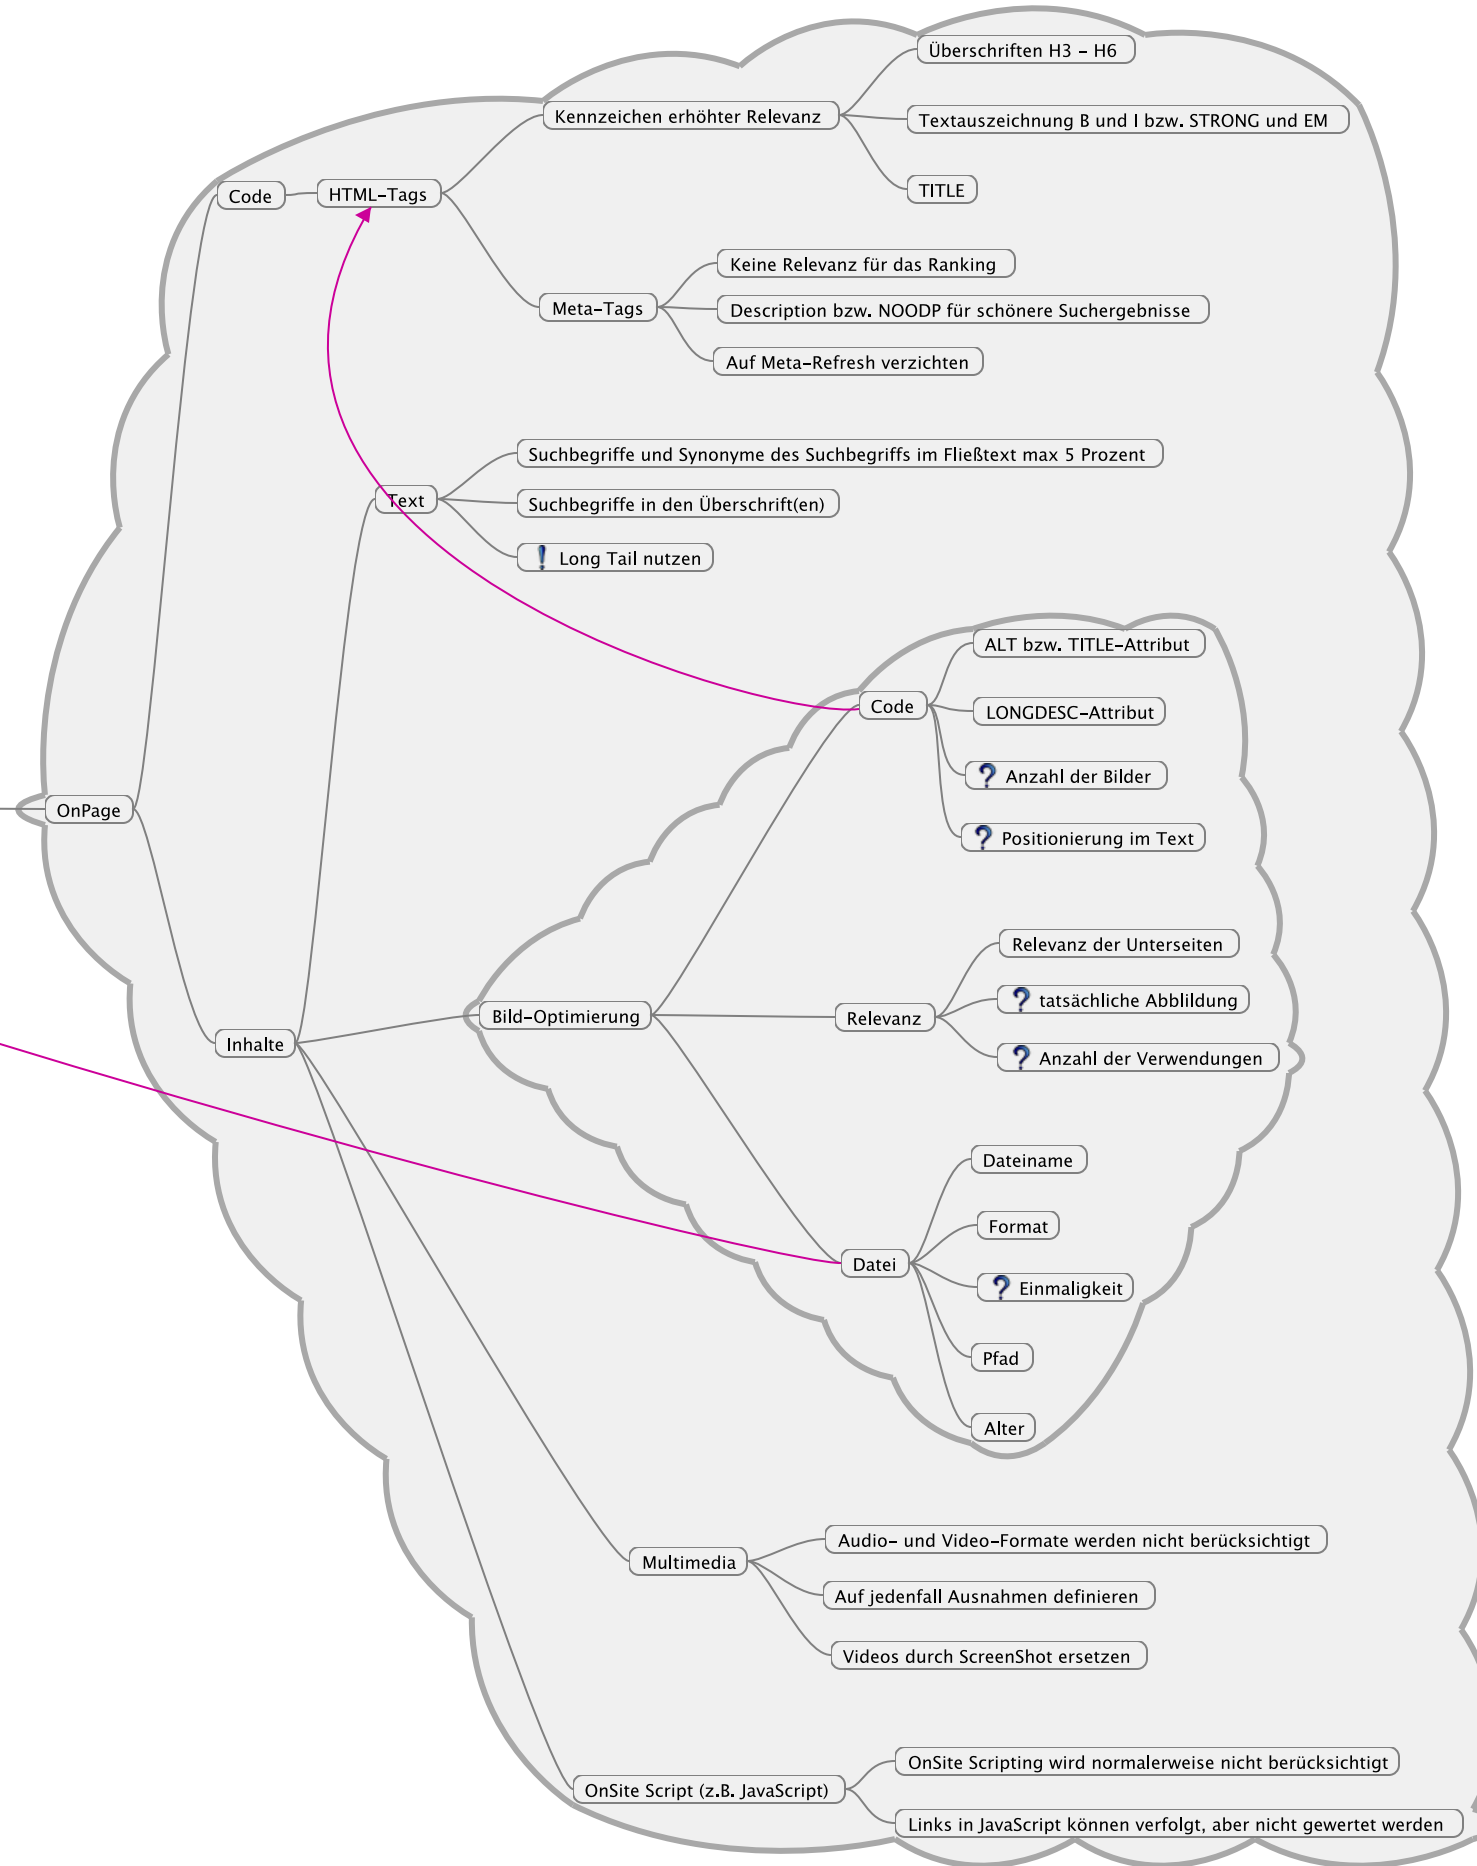 OnPage
Code
HTML-Tags
Kennzeichen erhöhter Relevanz
Überschriften H3 - H6
Textauszeichnung B und I bzw. STRONG und EM
TITLE
Meta-Tags
Keine Relevanz für das Ranking
Description bzw. NOODP für schönere Suchergebnisse
Auf Meta-Refresh verzichten
Inhalte
Text
Suchbegriffe und Synonyme des Suchbegriffs im Fließtext max 5 Prozent
Suchbegriffe in den Überschrift(en)
! Long Tail nutzen
Bild-Optimierung
Code
ALT bzw. TITLE-Attribut
LONGDESC-Attribut
? Anzahl der Bilder
? Positionierung im Text
Relevanz
Relevanz der Unterseiten
? tatsächliche Abblildung
? Anzahl der Verwendungen
Datei
Dateiname
Format
? Einmaligkeit
Pfad
Alter
Multimedia
Audio- und Video-Formate werden nicht berücksichtigt
Auf jedenfall Ausnahmen definieren
Videos durch ScreenShot ersetzen
OnSite Script (z.B. JavaScript)
OnSite Scripting wird normalerweise nicht berücksichtigt
Links in JavaScript können verfolgt, aber nicht gewertet werden